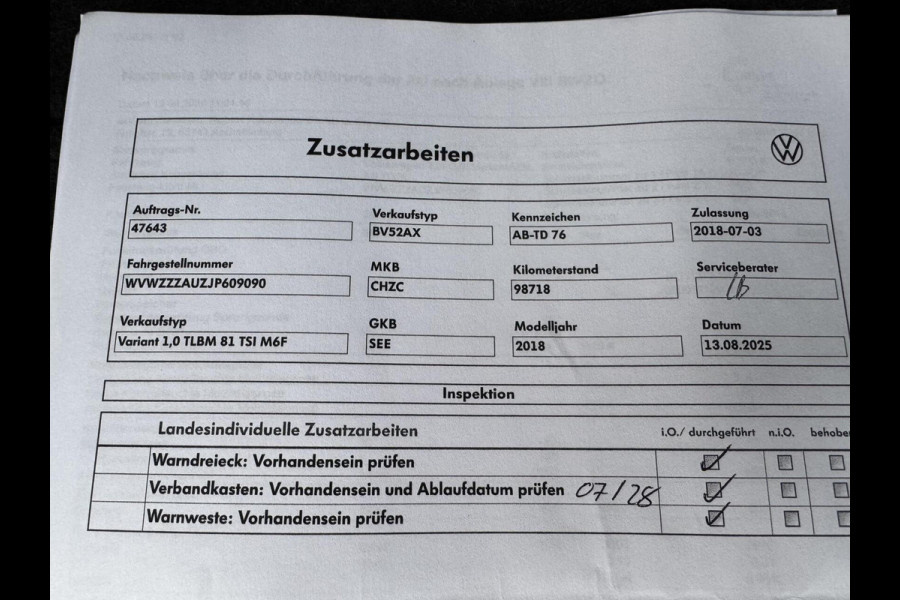 Zusatzarbeiten
Auftrags-Nr. Verkaufstyp Kennzeichen Zulassung
47643 BV52AX AB-TD 76 2018-07-03
Fahrgestellnummer MKB Kilometerstand Serviceberater
WVWZZZAUZJP609090 CHZC 98718
Verkaufstyp GKB Modelljahr Datum
Variant 1,0 TLBM 81 TSI M6F SEE 2018 13.08.2025
Inspektion
Landesindividuelle Zusatzarbeiten i.O./ durchgeführt n.i.O. behoben
Warndreieck: Vorhandensein prüfen
Verbandkasten: Vorhandensein und Ablaufdatum prüfen 07/28
Warnweste: Vorhandensein prüfen